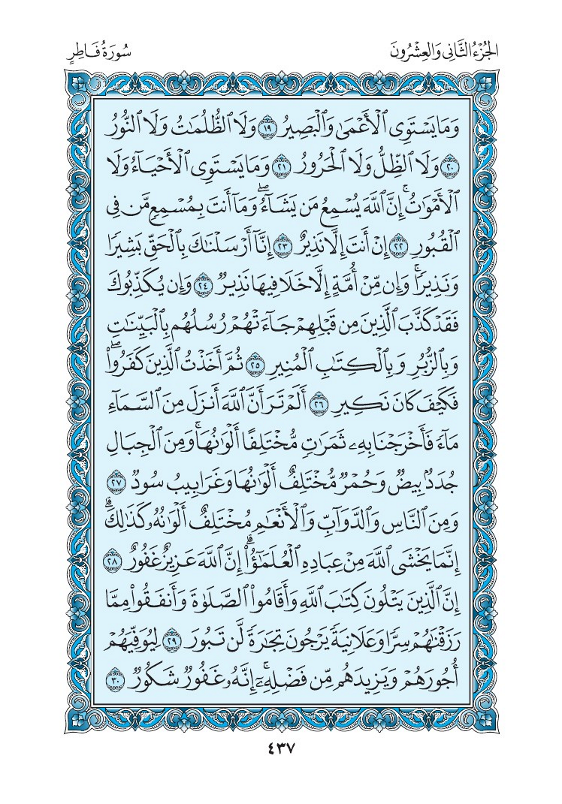 الجُزْءُ الثَّانِي وَالْعِشْرُونَ
سُورَةُ فَاطِرٍ
وَمَا يَسْتَوِى ٱلْأَعْمَىٰ وَٱلْبَصِيرُ ١٩ وَلَا ٱلظُّلُمَٰتُ وَلَا ٱلنُّورُ
٢٠ وَلَا ٱلظِّلُّ وَلَا ٱلْحَرُورُ ٢١ وَمَا يَسْتَوِى ٱلْأَحْيَآءُ وَلَا
ٱلْأَمْوَٰتُ ۚ إِنَّ ٱللَّهَ يُسْمِعُ مَن يَشَآءُ ۖ وَمَآ أَنتَ بِمُسْمِعٍ مَّن فِى
ٱلْقُبُورِ ٢٢ إِنْ أَنتَ إِلَّا نَذِيرٌ ٢٣ إِنَّآ أَرْسَلْنَٰكَ بِٱلْحَقِّ بَشِيرًا
وَنَذِيرًا ۚ وَإِن مِّنْ أُمَّةٍ إِلَّا خَلَا فِيهَا نَذِيرٌ ٢٤ وَإِن يُكَذِّبُوكَ
فَقَدْ كَذَّبَ ٱلَّذِينَ مِن قَبْلِهِمْ جَآءَتْهُمْ رُسُلُهُم بِٱلْبَيِّنَٰتِ
وَبِٱلزُّبُرِ وَبِٱلْكِتَٰبِ ٱلْمُنِيرِ ٢٥ ثُمَّ أَخَذْتُ ٱلَّذِينَ كَفَرُوا۟ ۖ
فَكَيْفَ كَانَ نَكِيرِ ٢٦ أَلَمْ تَرَ أَنَّ ٱللَّهَ أَنزَلَ مِنَ ٱلسَّمَآءِ
مَآءً فَأَخْرَجْنَا بِهِۦ ثَمَرَٰتٍ مُّخْتَلِفًا أَلْوَٰنُهَا ۚ وَمِنَ ٱلْجِبَالِ
جُدَدٌۢ بِيضٌ وَحُمْرٌ مُّخْتَلِفٌ أَلْوَٰنُهَا وَغَرَابِيبُ سُودٌ ٢٧
وَمِنَ ٱلنَّاسِ وَٱلدَّوَآبِّ وَٱلْأَنْعَٰمِ مُخْتَلِفٌ أَلْوَٰنُهُۥ كَذَٰلِكَ ۗ
إِنَّمَا يَخْشَى ٱللَّهَ مِنْ عِبَادِهِ ٱلْعُلَمَٰٓؤُا۟ ۗ إِنَّ ٱللَّهَ عَزِيزٌ غَفُورٌ ٢٨
إِنَّ ٱلَّذِينَ يَتْلُونَ كِتَٰبَ ٱللَّهِ وَأَقَامُوا۟ ٱلصَّلَوٰةَ وَأَنفَقُوا۟ مِمَّا
رَزَقْنَٰهُمْ سِرًّا وَعَلَانِيَةً يَرْجُونَ تِجَٰرَةً لَّن تَبُورَ ٢٩ لِيُوَفِّيَهُمْ
أُجُورَهُمْ وَيَزِيدَهُم مِّن فَضْلِهِۦٓ ۚ إِنَّهُۥ غَفُورٌ شَكُورٌ ٣٠
٤٣٧